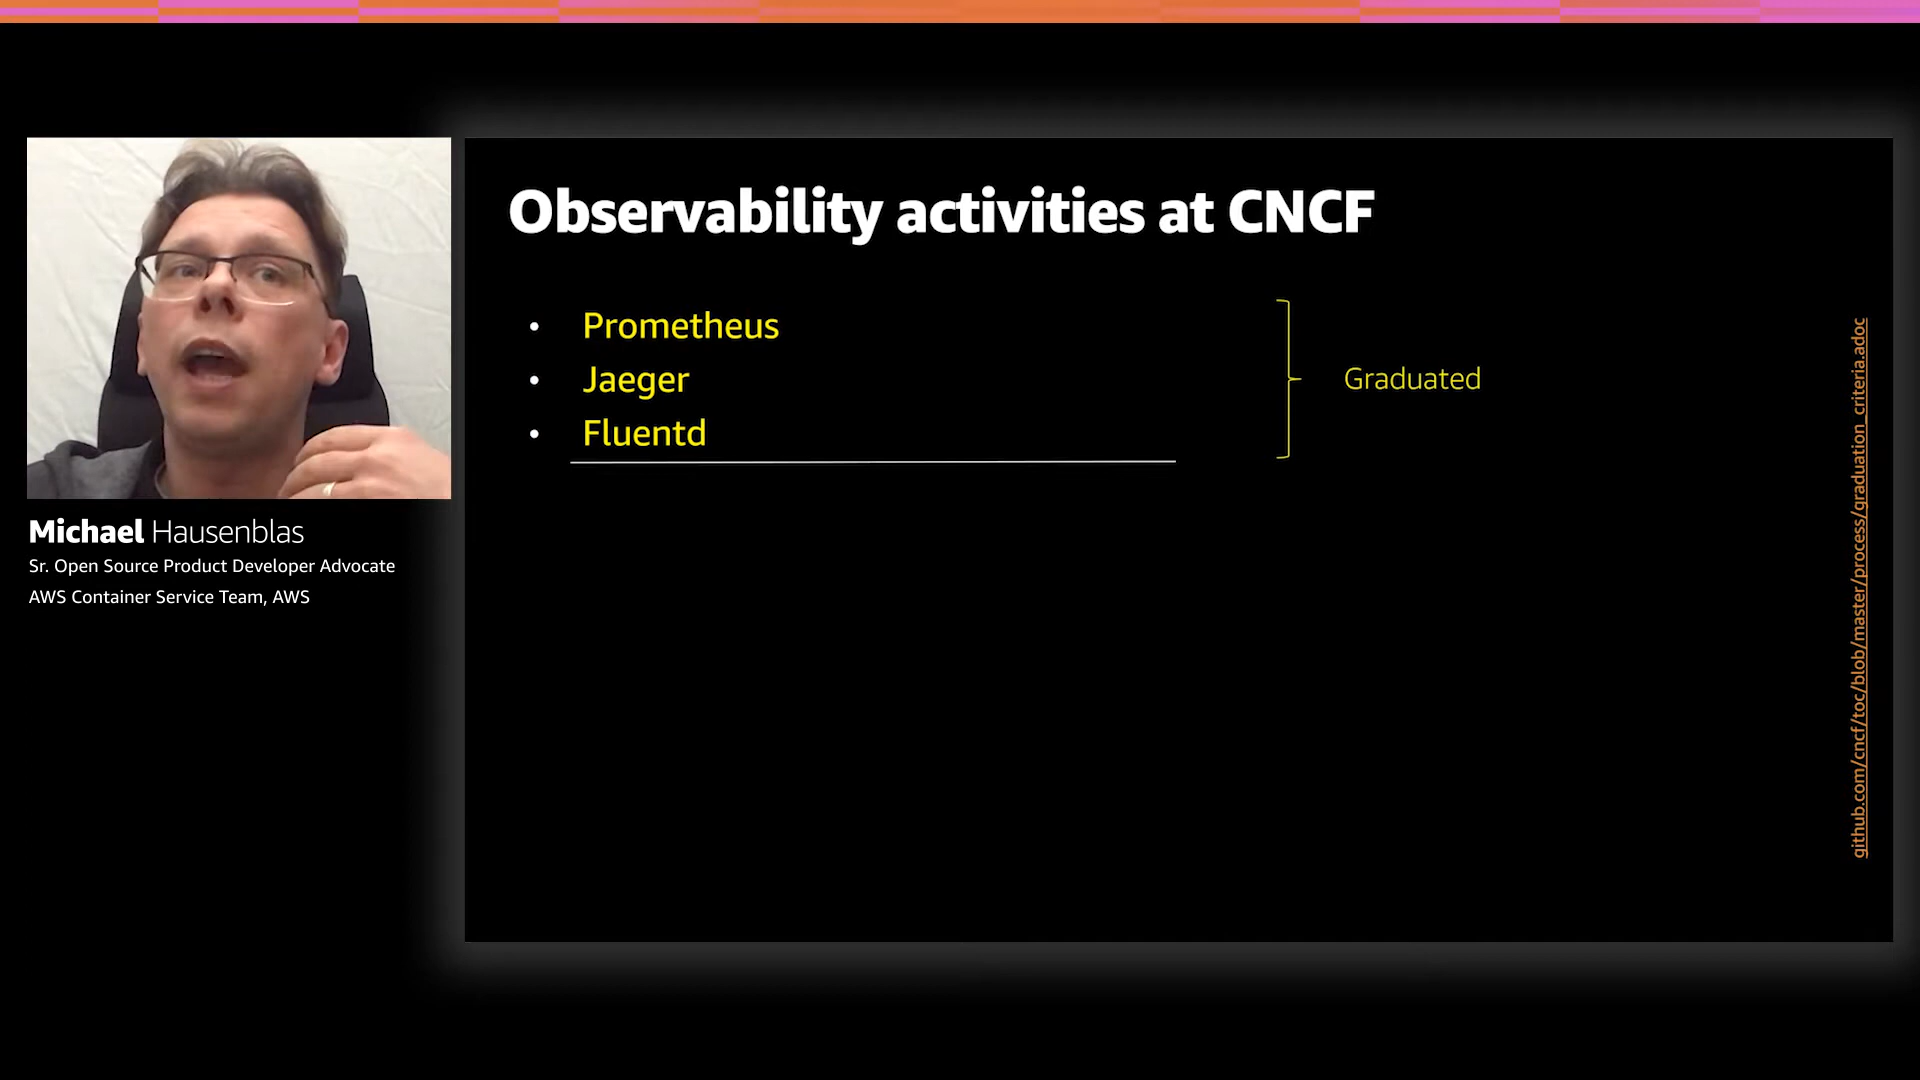 Observability activities at CNCF
• Prometheus
• Jaeger
• Fluentd
Graduated
github.com/cncf/toc/blob/master/process/graduation_criteria.adoc
Michael Hausenblas
Sr. Open Source Product Developer Advocate
AWS Container Service Team, AWS